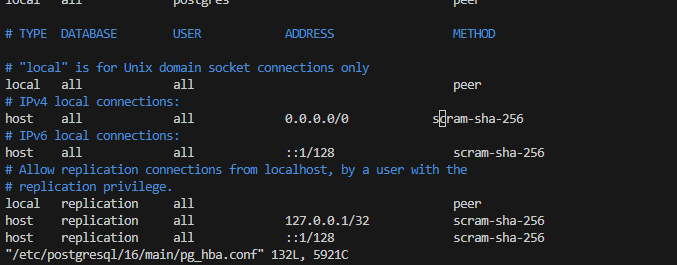 local   all             postgres                                peer
# TYPE  DATABASE        USER            ADDRESS                 METHOD
# "local" is for Unix domain socket connections only
local   all             all                                     peer
# IPv4 local connections:
host    all             all             0.0.0.0/0            scram-sha-256
# IPv6 local connections:
host    all             all             ::1/128                 scram-sha-256
# Allow replication connections from localhost, by a user with the
# replication privilege.
local   replication     all                                     peer
host    replication     all             127.0.0.1/32            scram-sha-256
host    replication     all             ::1/128                 scram-sha-256
"/etc/postgresql/16/main/pg_hba.conf" 132L, 5921C